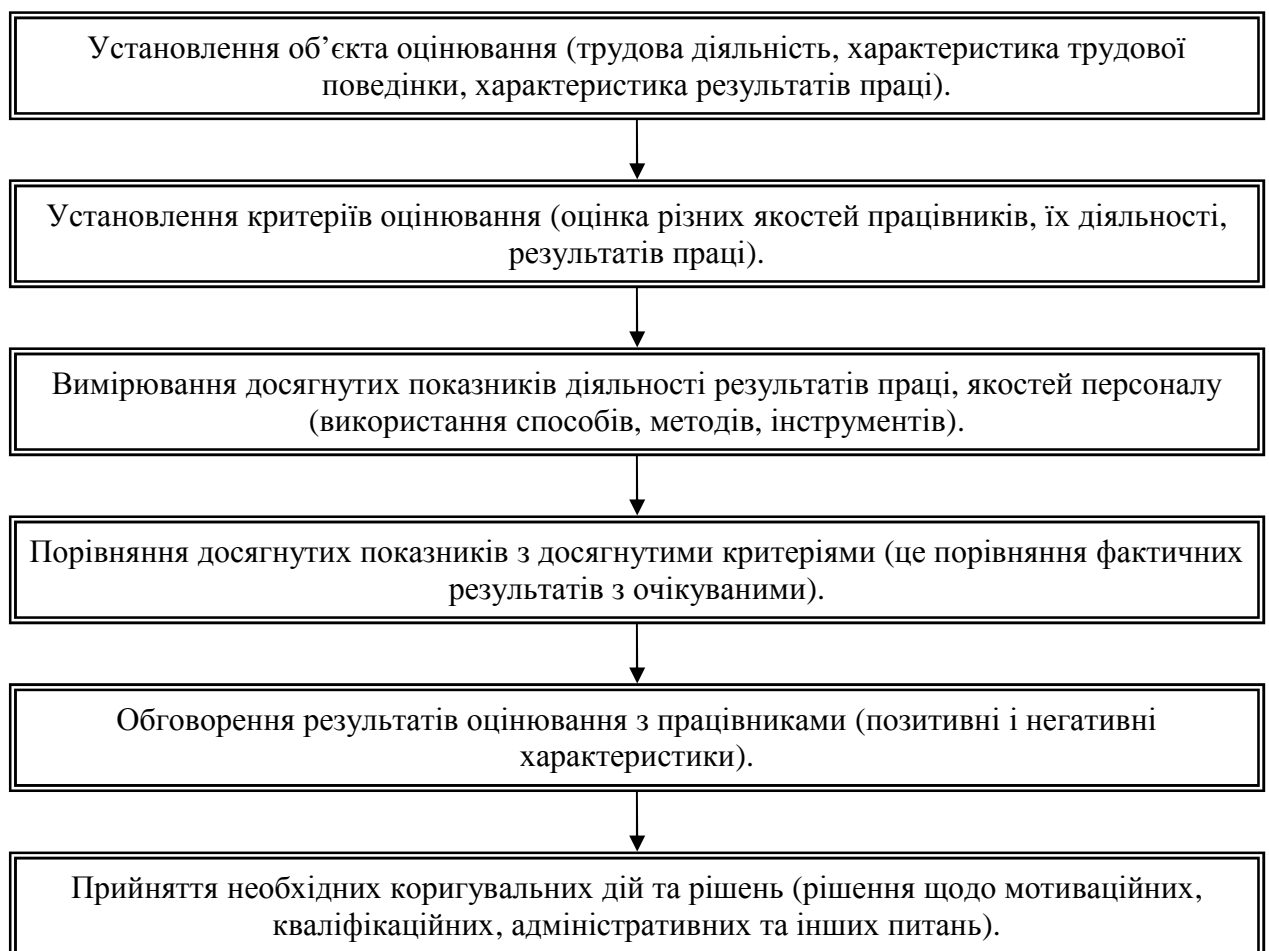 Установлення об’єкта оцінювання (трудова діяльність, характеристика трудової
поведінки, характеристика результатів праці).
Установлення критеріїв оцінювання (оцінка різних якостей працівників, їх діяльності,
результатів праці).
Вимірювання досягнутих показників діяльності результатів праці, якостей персоналу
(використання способів, методів, інструментів).
Порівняння досягнутих показників з досягнутими критеріями (це порівняння фактичних
результатів з очікуваними).
Обговорення результатів оцінювання з працівниками (позитивні і негативні
характеристики).
Прийняття необхідних коригувальних дій та рішень (рішення щодо мотиваційних,
кваліфікаційних, адміністративних та інших питань).